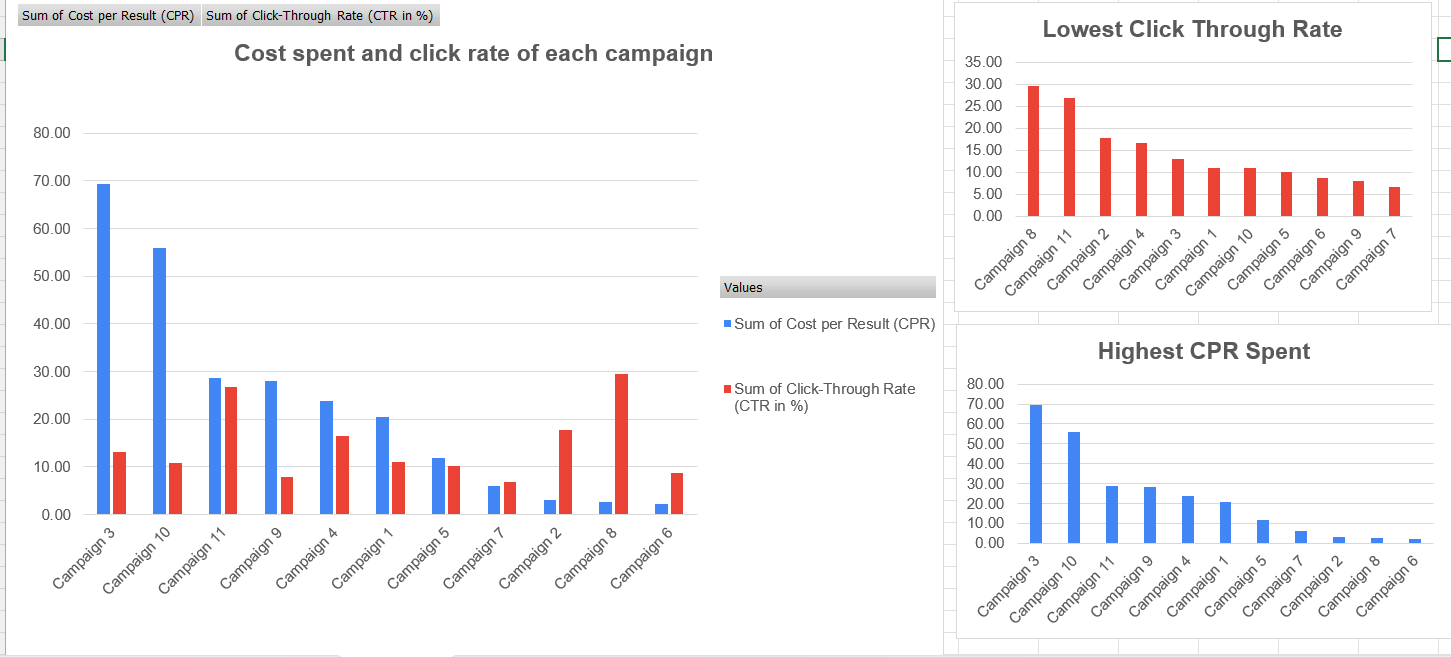 Sum of Cost per Result (CPR) Sum of Click-Through Rate (CTR in %)
Cost spent and click rate of each campaign
80.00
70.00
60.00
50.00
40.00
30.00
20.00
10.00
0.00
Campaign 3
Campaign 10
Campaign 11
Campaign 9
Campaign 4
Campaign 1
Campaign 5
Campaign 7
Campaign 2
Campaign 8
Campaign 6
Values
Sum of Cost per Result (CPR)
Sum of Click-Through Rate
(CTR in %)
Lowest Click Through Rate
35.00
30.00
25.00
20.00
15.00
10.00
5.00
0.00
Campaign 8
Campaign 11
Campaign 2
Campaign 4
Campaign 3
Campaign 1
Campaign 10
Campaign 5
Campaign 6
Campaign 9
Campaign 7
Highest CPR Spent
80.00
70.00
60.00
50.00
40.00
30.00
20.00
10.00
0.00
Campaign 3
Campaign 10
Campaign 11
Campaign 9
Campaign 4
Campaign 1
Campaign 5
Campaign 7
Campaign 2
Campaign 8
Campaign 6